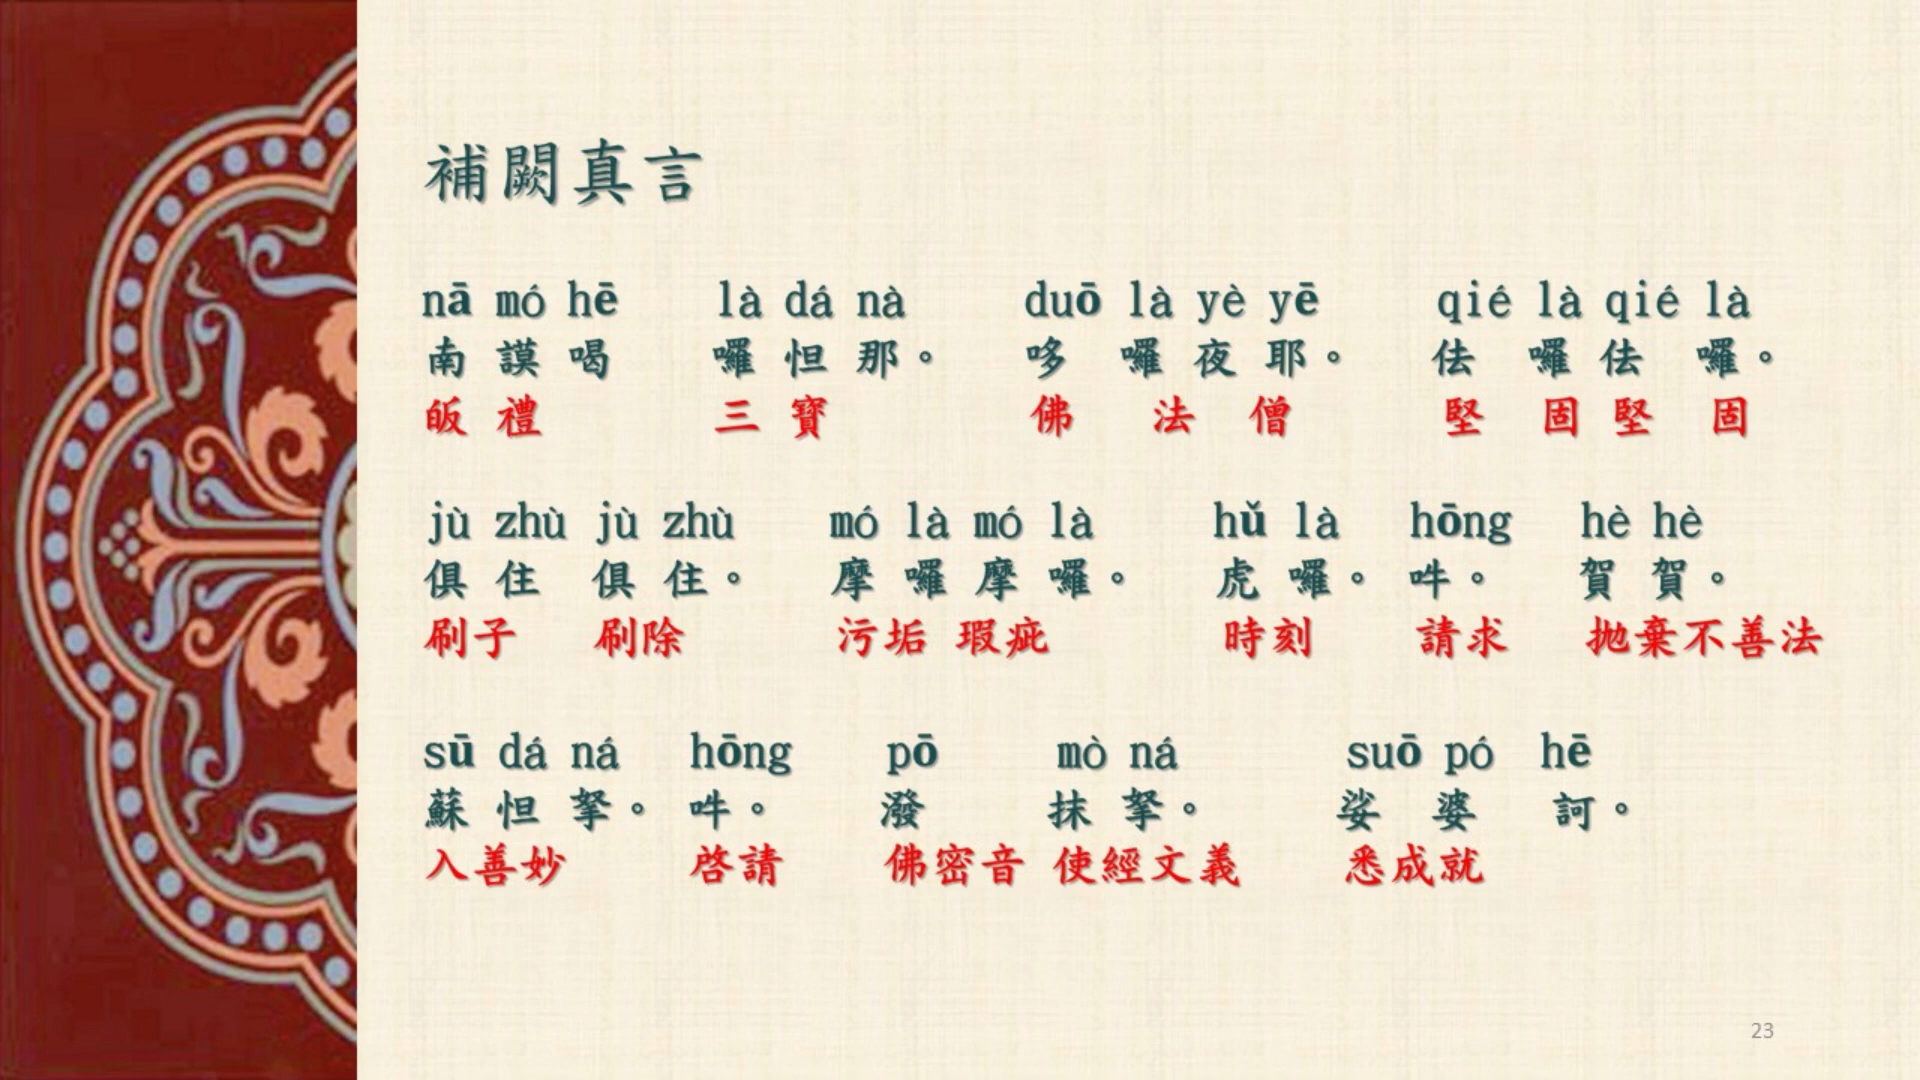 補闕真言
nā mó hē là dá nà duō là yè yē qié là qié là
南 謨 喝 囉 怛 那。 哆 囉 夜 耶。 佉 囉 佉 囉。
皈 禮 三 寶 佛 法 僧 堅 固 堅 固
jù zhù jù zhù mó là mó là hǔ là hōng hè hè
俱 住 俱 住。 摩 囉 摩 囉。 虎 囉。 吽。 賀 賀。
刷子 刷除 污垢 瑕疵 時刻 請求 拋棄不善法
sū dá ná hōng pō mò ná suō pó hē
蘇 怛 拏。 吽。 潑 抹 拏。 娑 婆 訶。
入善妙 啓請 佛密音 使經文義 悉成就
23